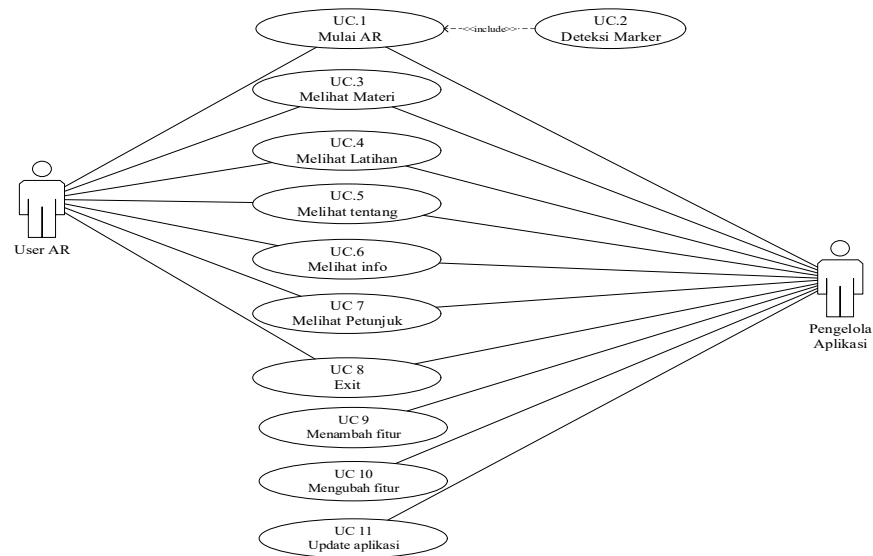 UC.1
Mulai AR
<<include>>
UC.2
Deteksi Marker
UC.3
Melihat Materi
UC.4
Melihat Latihan
UC.5
Melihat tentang
UC.6
Melihat info
UC 7
Melihat Petunjuk
UC 8
Exit
UC 9
Menambah fitur
UC 10
Mengubah fitur
UC 11
Update aplikasi
User AR
Pengelola
Aplikasi